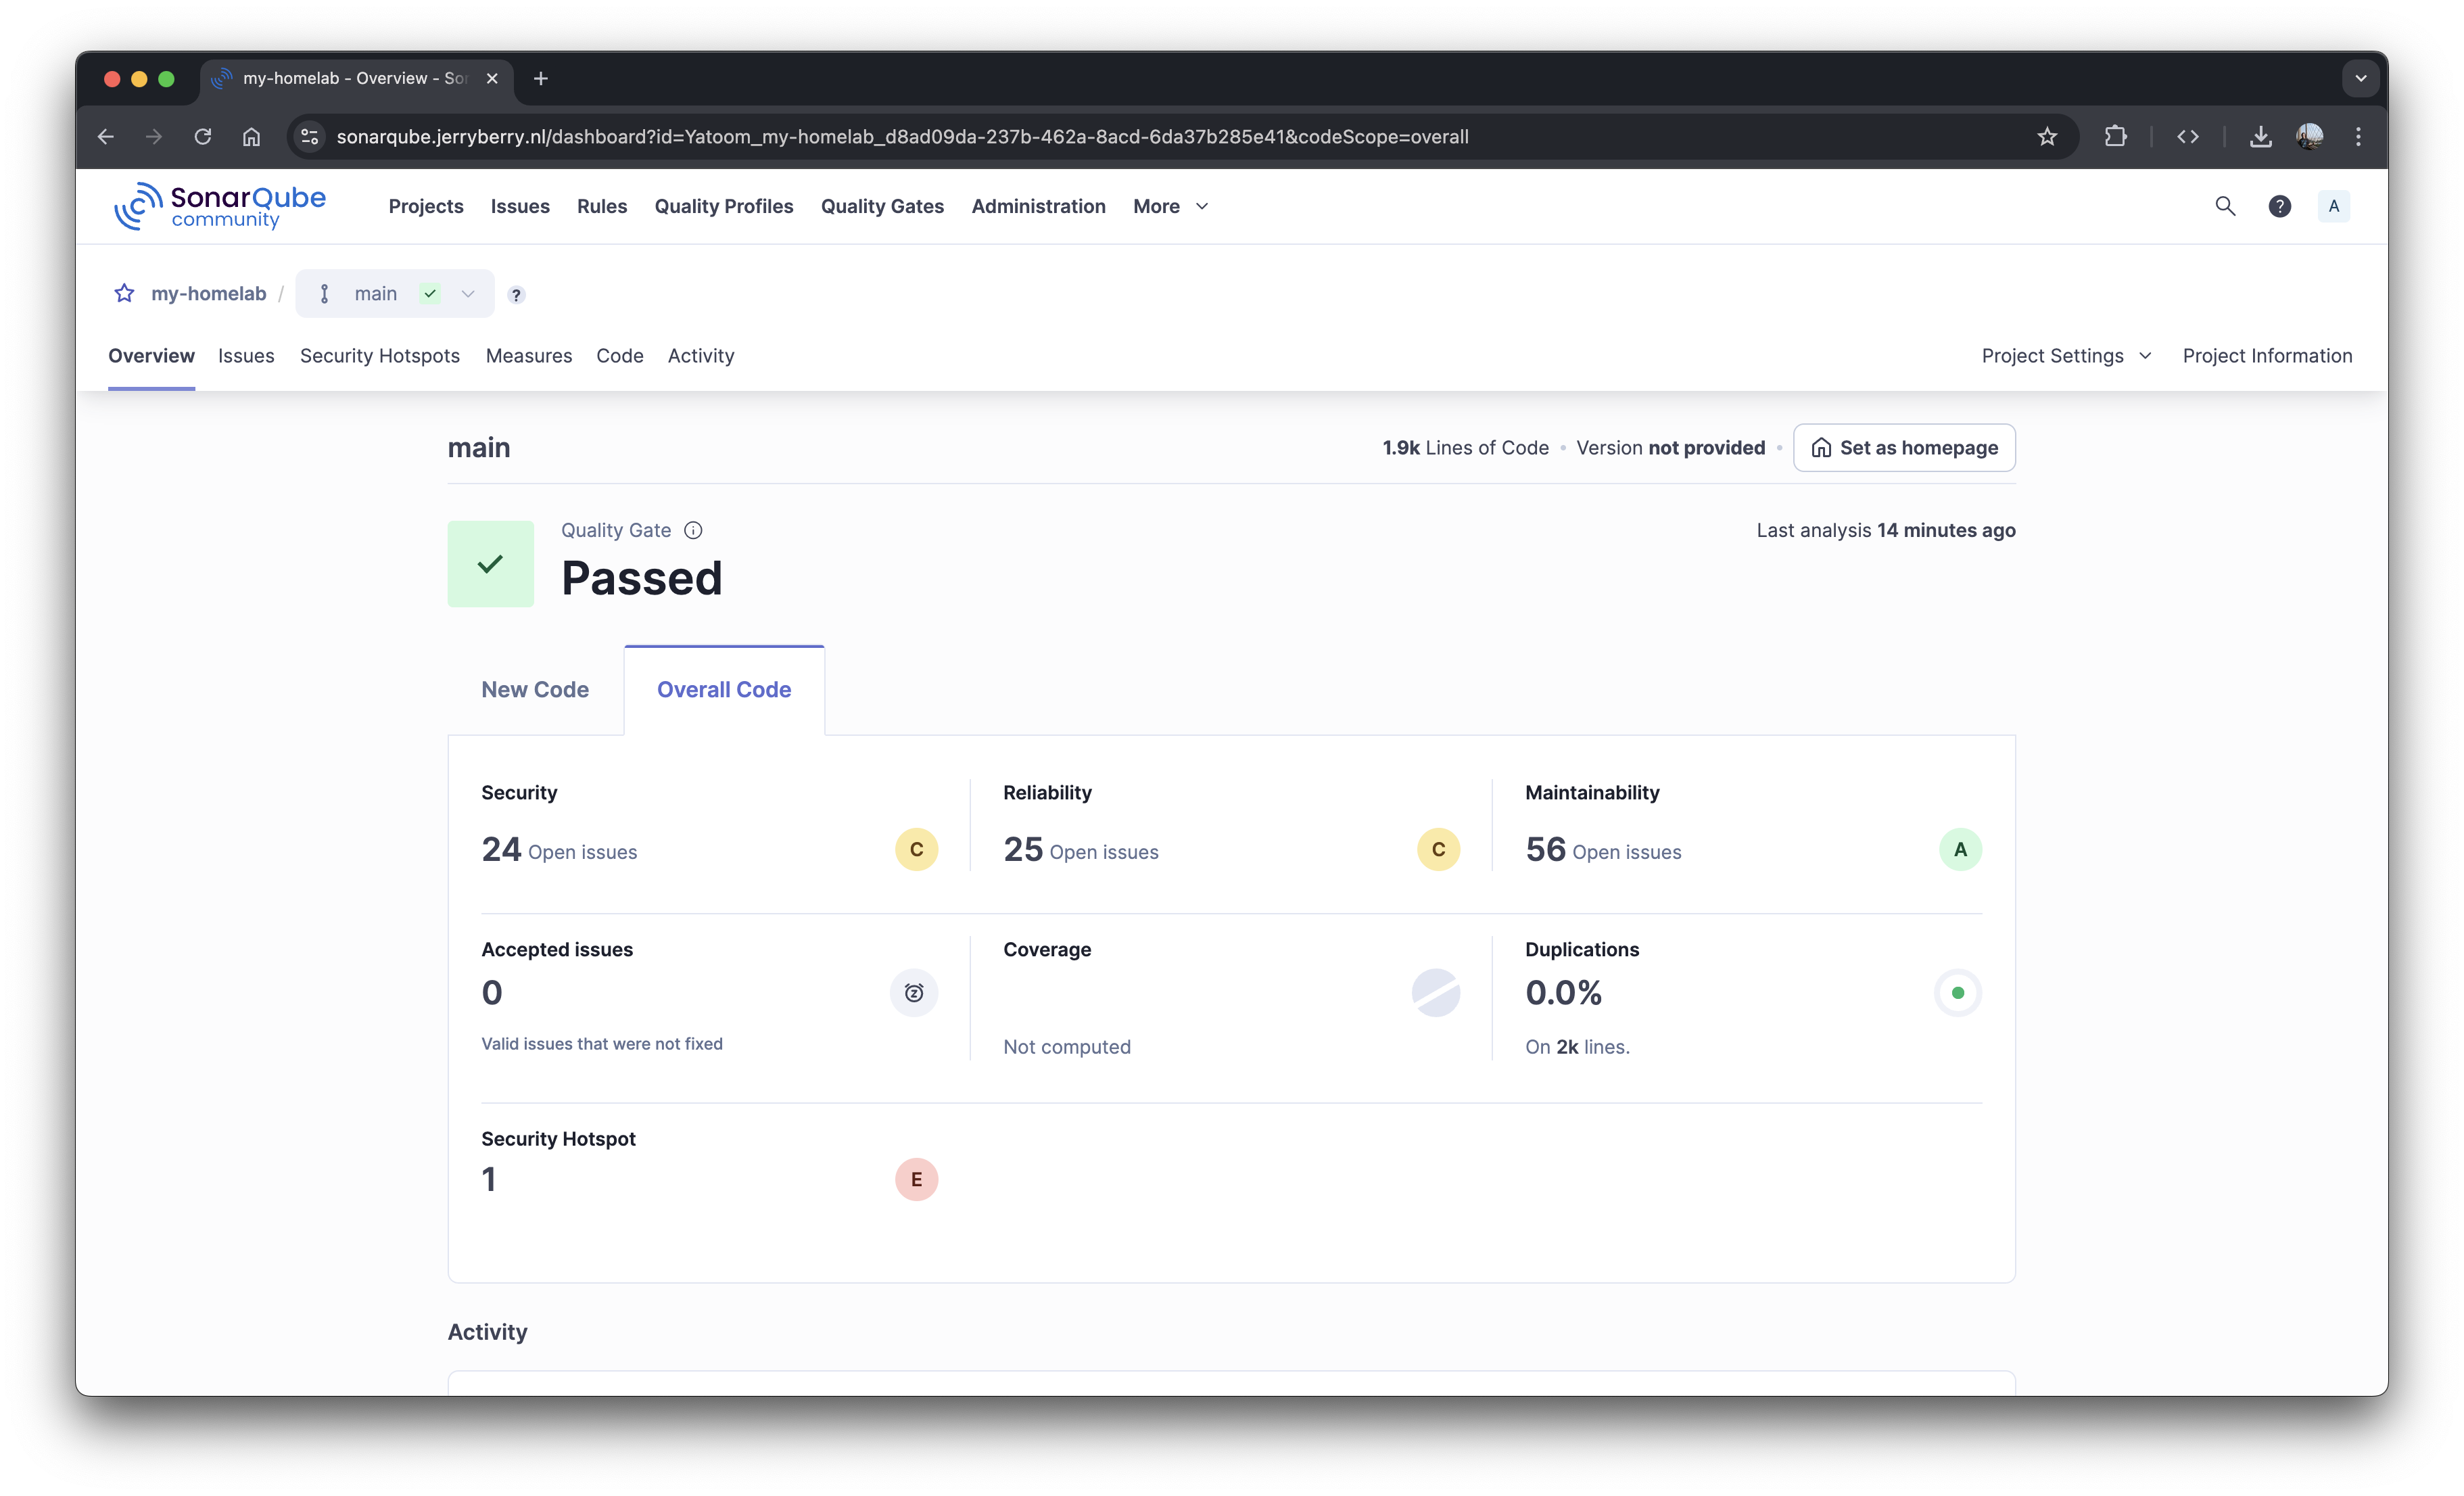 my-homelab - Overview - So
sonarqube.jerryberry.nl/dashboard?id=Yatoom_my-homelab_d8ad09da-237b-462a-8acd-6da37b285e41&codeScope=overall
SonarQube community Projects Issues Rules Quality Profiles Quality Gates Administration More ? A
my-homelab / main ?
Overview Issues Security Hotspots Measures Code Activity Project Settings Project Information
main 1.9k Lines of Code • Version not provided • Set as homepage
Quality Gate Last analysis 14 minutes ago
Passed
New Code Overall Code
Security Reliability Maintainability
24 Open issues C 25 Open issues C 56 Open issues A
Accepted issues Coverage Duplications
0 z 0.0%
Valid issues that were not fixed Not computed On 2k lines.
Security Hotspot
1 E
Activity